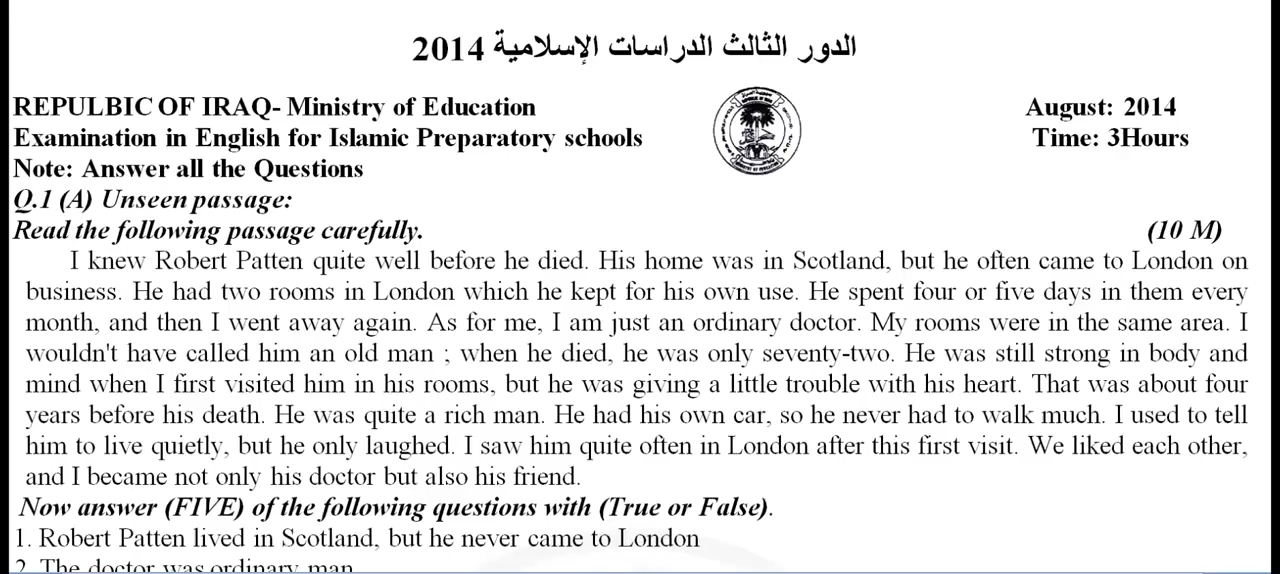 الدور الثالث الدراسات الإسلامية 2014
REPULBIC OF IRAQ- Ministry of Education
August: 2014
Examination in English for Islamic Preparatory schools
Time: 3Hours
Note: Answer all the Questions
Q.1 (A) Unseen passage:
Read the following passage carefully. (10 M)
I knew Robert Patten quite well before he died. His home was in Scotland, but he often came to London on
business. He had two rooms in London which he kept for his own use. He spent four or five days in them every
month, and then I went away again. As for me, I am just an ordinary doctor. My rooms were in the same area. I
wouldn't have called him an old man ; when he died, he was only seventy-two. He was still strong in body and
mind when I first visited him in his rooms, but he was giving a little trouble with his heart. That was about four
years before his death. He was quite a rich man. He had his own car, so he never had to walk much. I used to tell
him to live quietly, but he only laughed. I saw him quite often in London after this first visit. We liked each other,
and I became not only his doctor but also his friend.
Now answer (FIVE) of the following questions with (True or False).
1. Robert Patten lived in Scotland, but he never came to London
2. The doctor was ordinary man